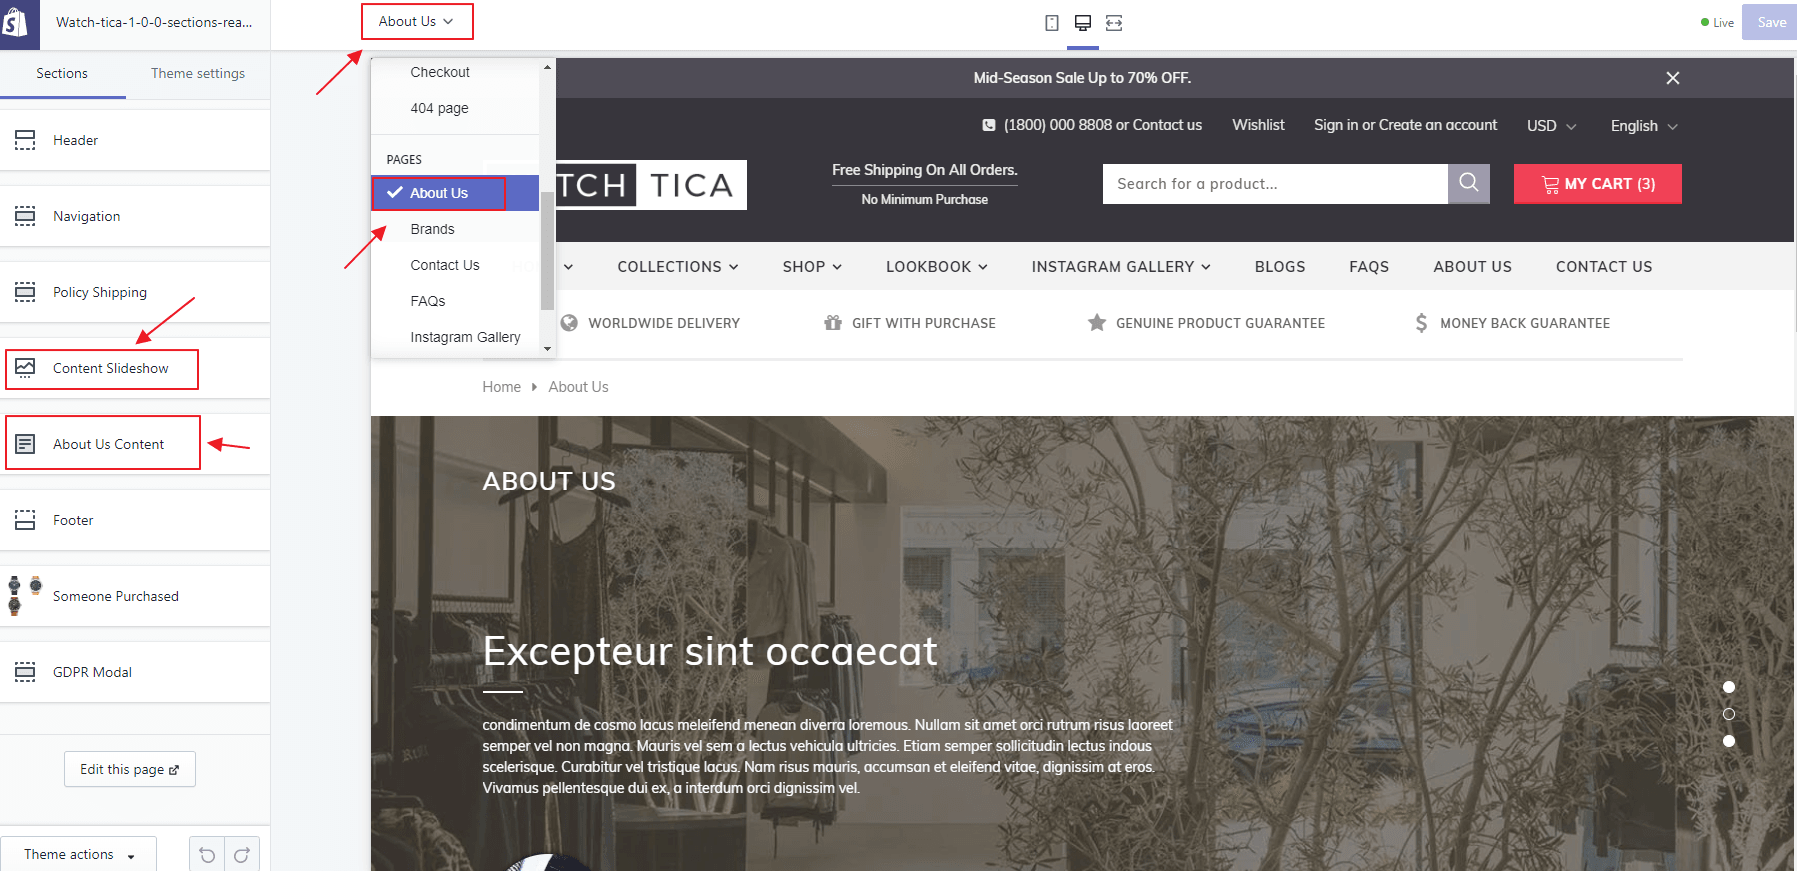 Watch-tica-1-0-0-sections-rea...
About Us
Live
Save
Sections
Theme settings
Header
Navigation
Policy Shipping
Content Slideshow
About Us Content
Footer
Someone Purchased
GDPR Modal
Edit this page
Theme actions
Checkout
404 page
PAGES
About Us
Brands
Contact Us
FAQs
Instagram Gallery
Mid-Season Sale Up to 70% OFF.
(1800) 000 8808 or Contact us
Wishlist
Sign in or Create an account
USD
English
TCH TICA
Free Shipping On All Orders.
No Minimum Purchase
Search for a product...
MY CART (3)
COLLECTIONS
SHOP
LOOKBOOK
INSTAGRAM GALLERY
BLOGS
FAQS
ABOUT US
CONTACT US
WORLDWIDE DELIVERY
GIFT WITH PURCHASE
GENUINE PRODUCT GUARANTEE
MONEY BACK GUARANTEE
Home
About Us
ABOUT US
Excepteur sint occaecat
condimentum de cosmo lacus meleifend menean diverra loremous. Nullam sit amet orci rutrum risus laoreet
semper vel non magna. Mauris vel sem a lectus vehicula ultricies. Etiam semper sollicitudin lectus indous
scelerisque. Curabitur vel tristique lacus. Nam risus mauris, accumsan et eleifend vitae, dignissim at eros.
Vivamus pellentesque dui ex, a interdum orci dignissim vel.